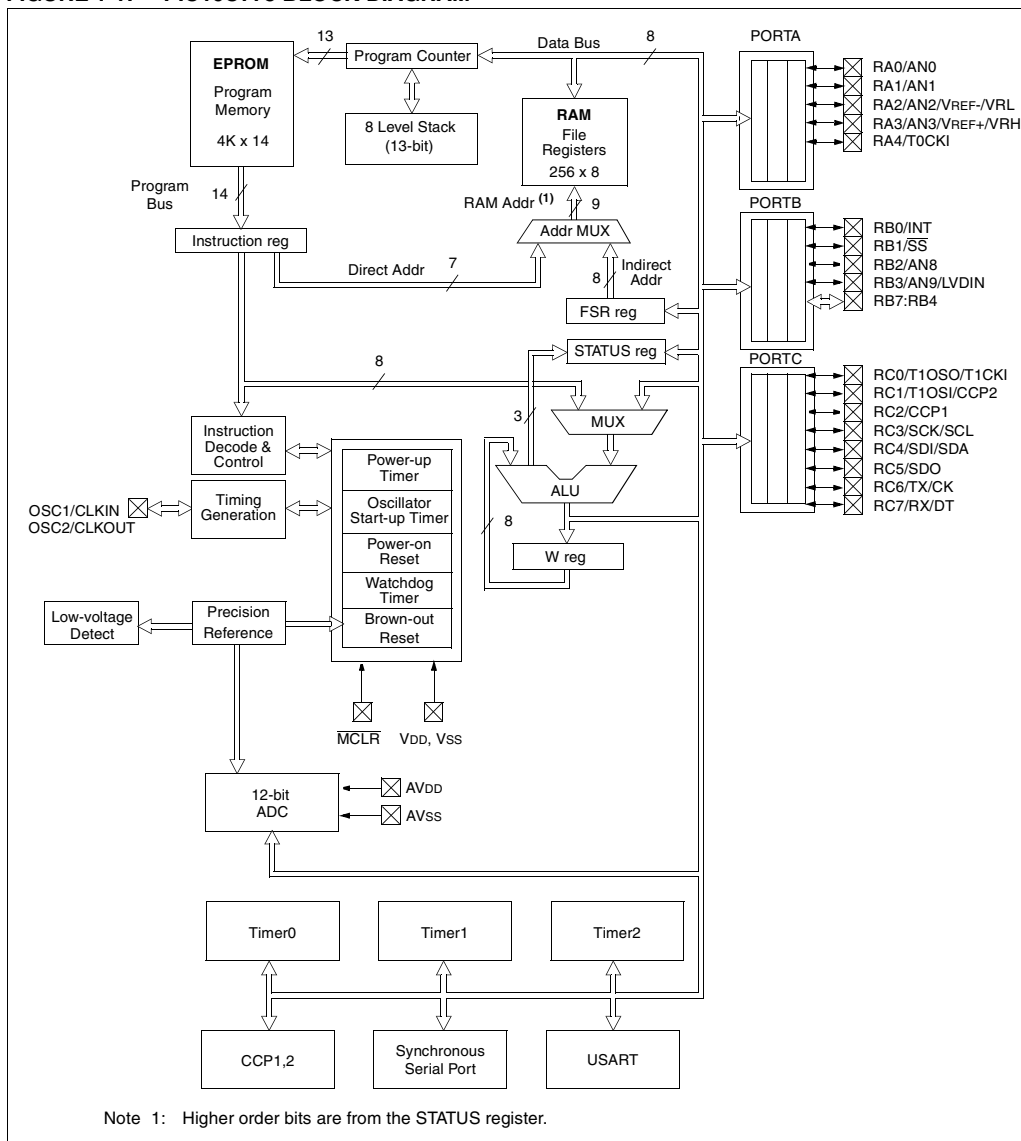 EPROM
Program
Memory
4K x 14
13
Program Counter
Data Bus
8
8 Level Stack
(13-bit)
RAM
File
Registers
256 x 8
Program
Bus
14
RAM Addr (1)
9
Addr MUX
Instruction reg
Direct Addr
7
8
Indirect
Addr
FSR reg
STATUS reg
8
3
MUX
ALU
8
W reg
Instruction
Decode &
Control
Timing
Generation
OSC1/CLKIN
OSC2/CLKOUT
Power-up
Timer
Oscillator
Start-up Timer
Power-on
Reset
Watchdog
Timer
Brown-out
Reset
Low-voltage
Detect
Precision
Reference
MCLR
VDD, VSS
12-bit
ADC
AVDD
AVSS
PORTA
RA0/AN0
RA1/AN1
RA2/AN2/VREF-/VRL
RA3/AN3/VREF+/VRH
RA4/T0CKI
PORTB
RB0/INT
RB1/SS
RB2/AN8
RB3/AN9/LVDIN
RB7:RB4
PORTC
RC0/T1OSO/T1CKI
RC1/T1OSI/CCP2
RC2/CCP1
RC3/SCK/SCL
RC4/SDI/SDA
RC5/SDO
RC6/TX/CK
RC7/RX/DT
Timer0
Timer1
Timer2
CCP1,2
Synchronous
Serial Port
USART
Note 1: Higher order bits are from the STATUS register.